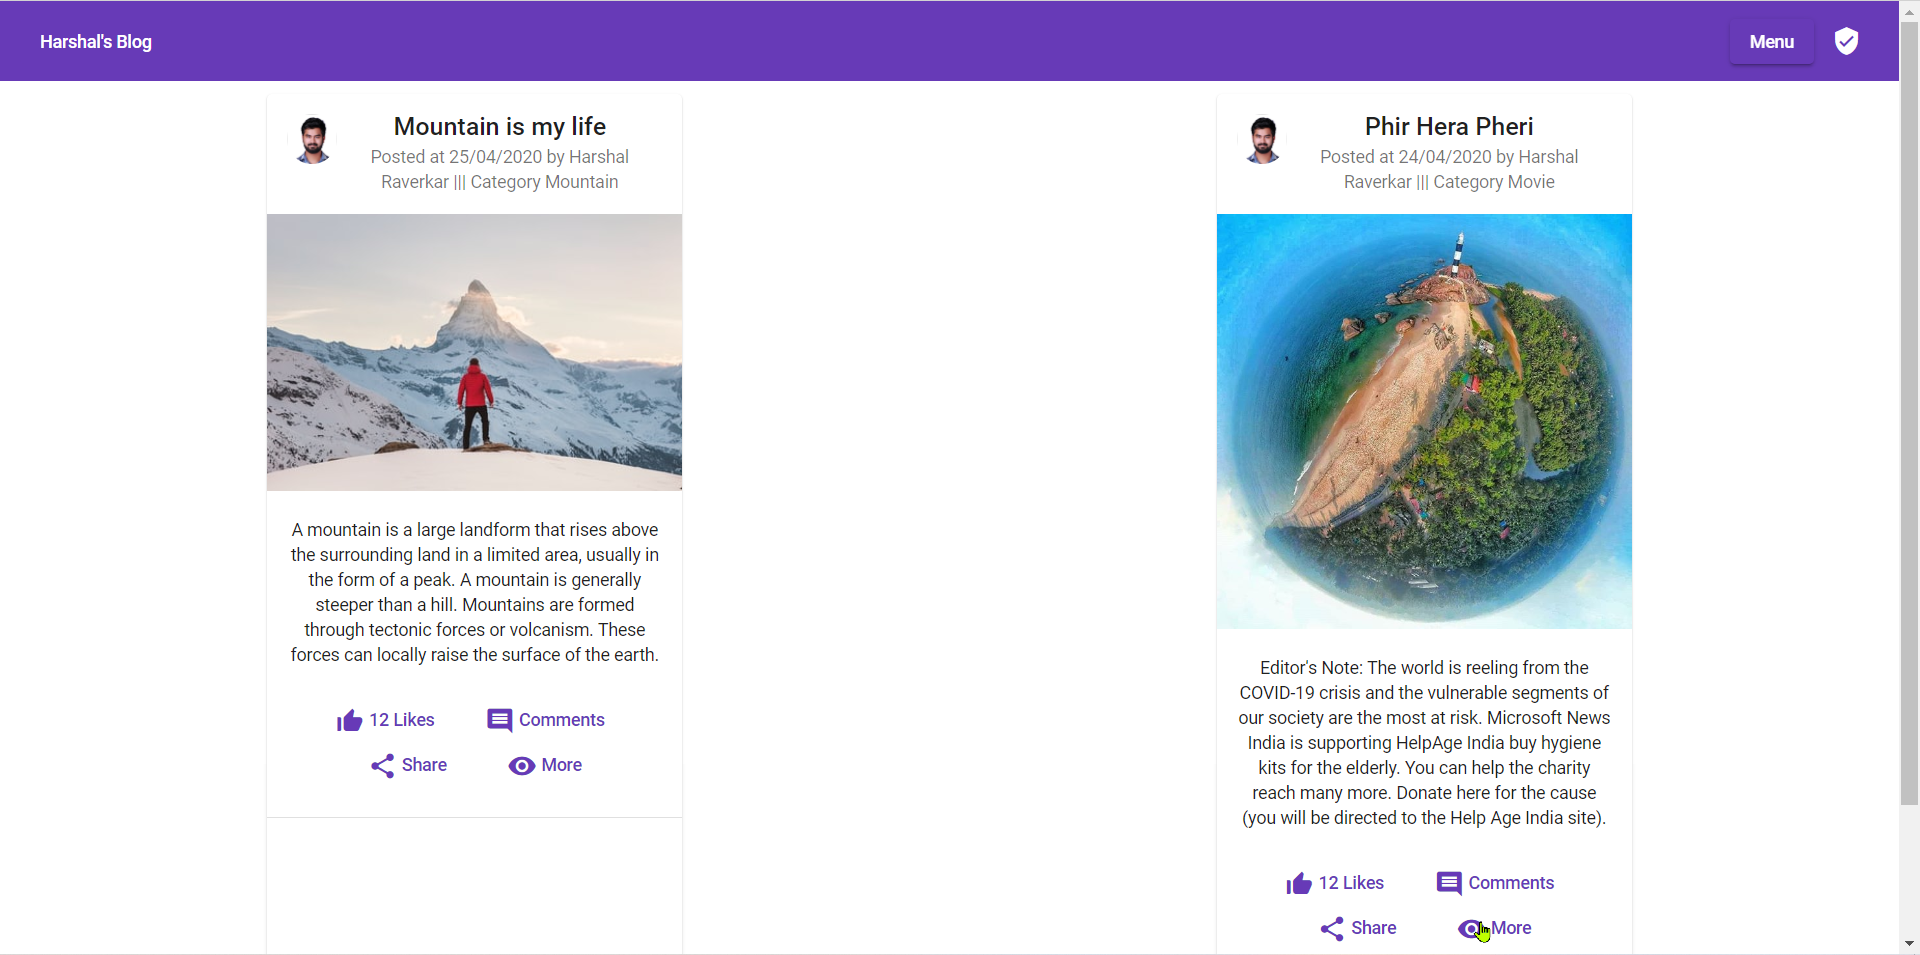 Harshal's Blog
Menu
Mountain is my life
Posted at 25/04/2020 by Harshal
Raverkar ||| Category Mountain
A mountain is a large landform that rises above
the surrounding land in a limited area, usually in
the form of a peak. A mountain is generally
steeper than a hill. Mountains are formed
through tectonic forces or volcanism. These
forces can locally raise the surface of the earth.
12 Likes
Comments
Share
More
Phir Hera Pheri
Posted at 24/04/2020 by Harshal
Raverkar ||| Category Movie
Editor's Note: The world is reeling from the
COVID-19 crisis and the vulnerable segments of
our society are the most at risk. Microsoft News
India is supporting HelpAge India buy hygiene
kits for the elderly. You can help the charity
reach many more. Donate here for the cause
(you will be directed to the Help Age India site).
12 Likes
Comments
Share
More